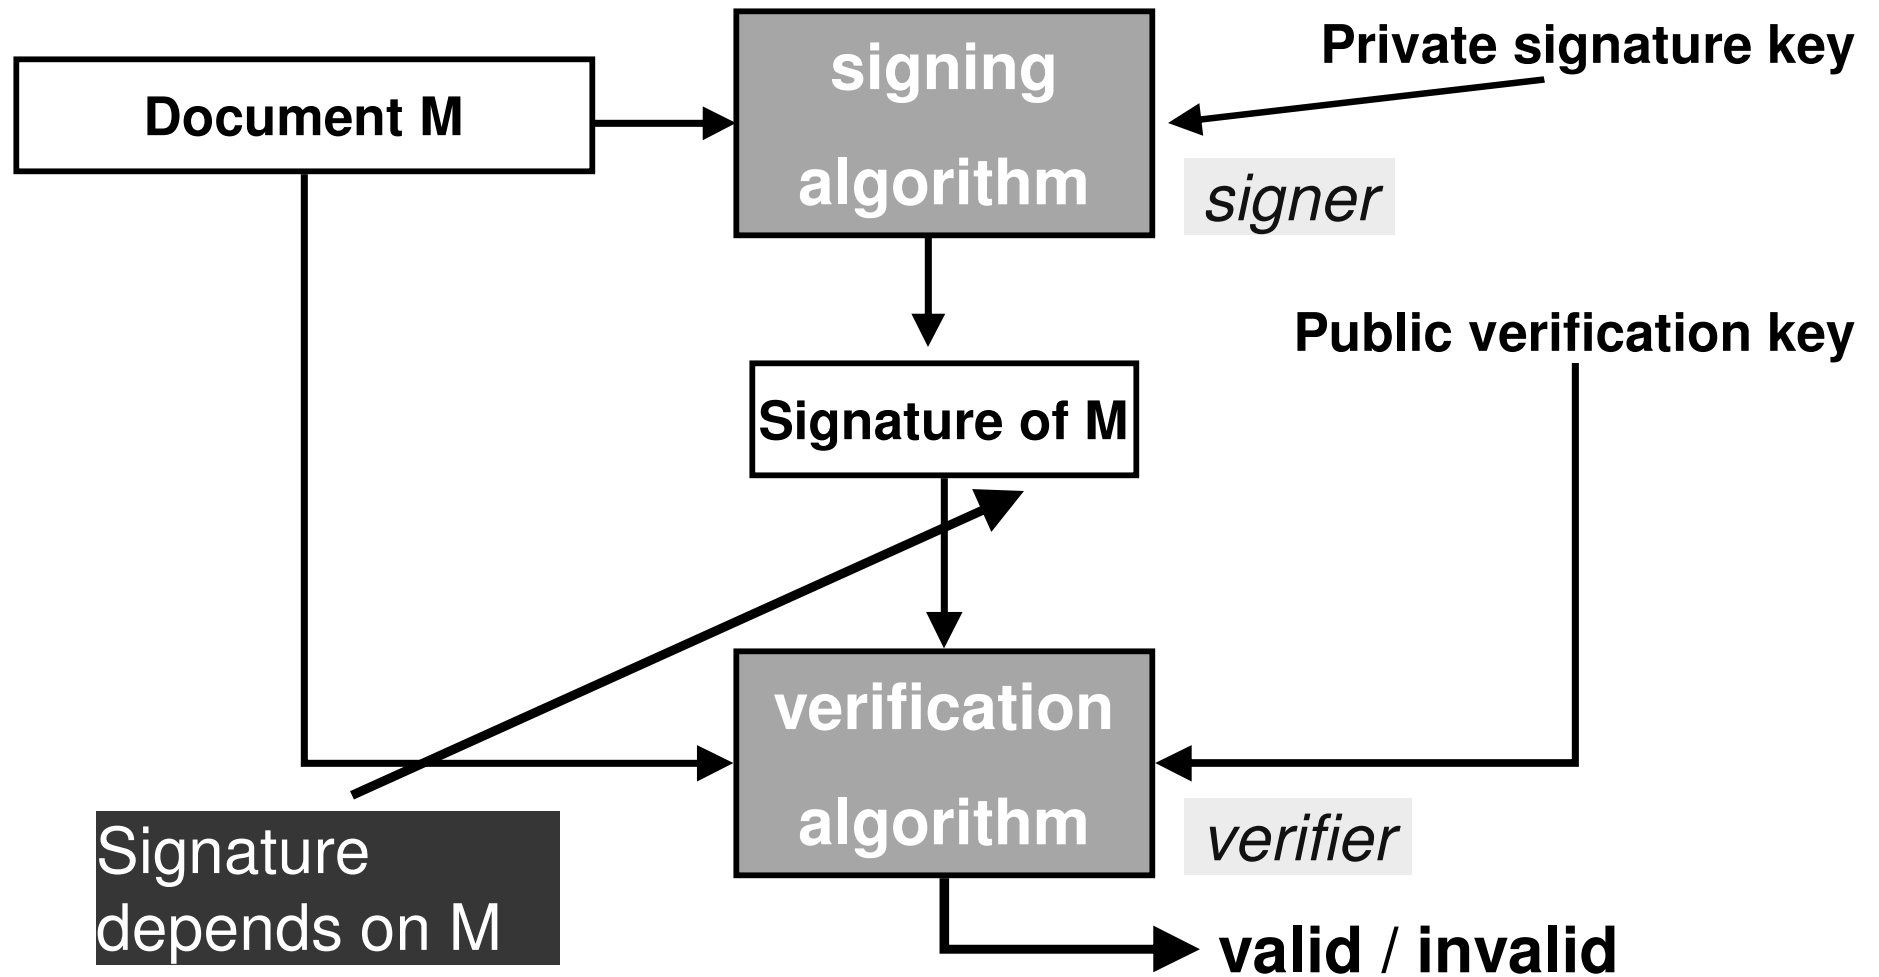 Document M
signing
algorithm
Private signature key
signer
Signature of M
Public verification key
verification
algorithm
verifier
Signature
depends on M
valid / invalid